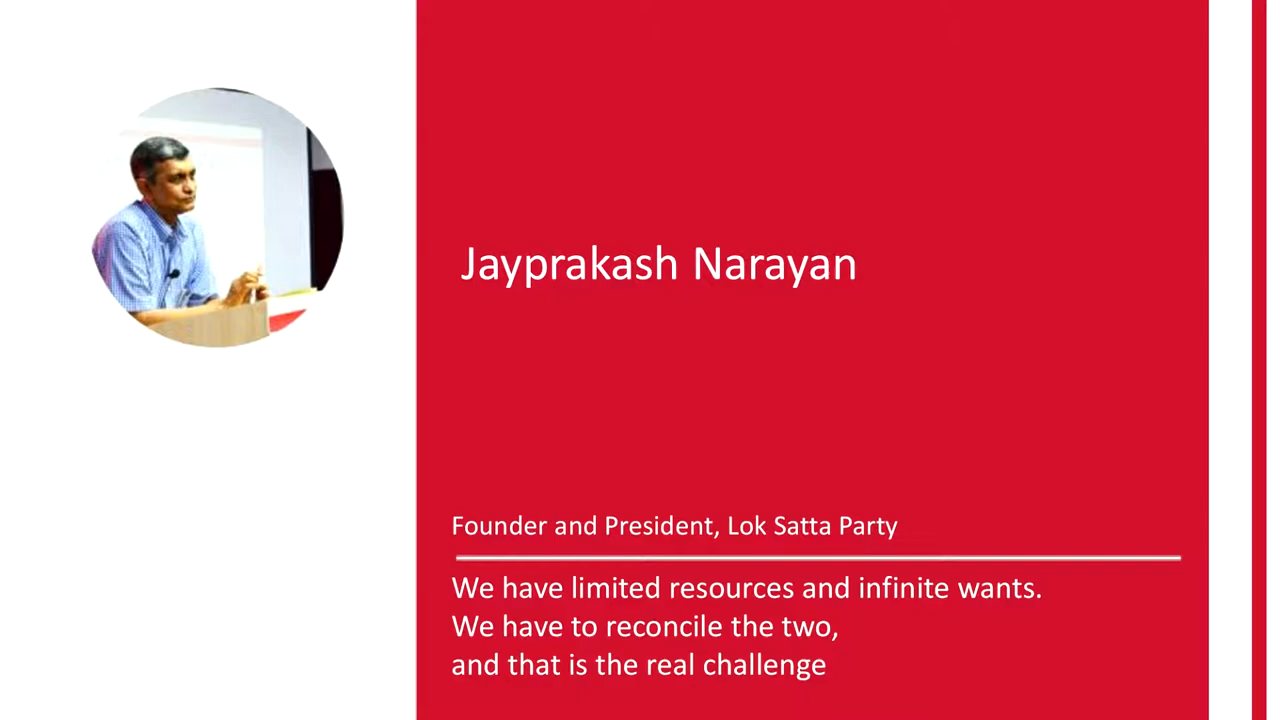 Jayprakash Narayan
Founder and President, Lok Satta Party
We have limited resources and infinite wants.
We have to reconcile the two,
and that is the real challenge